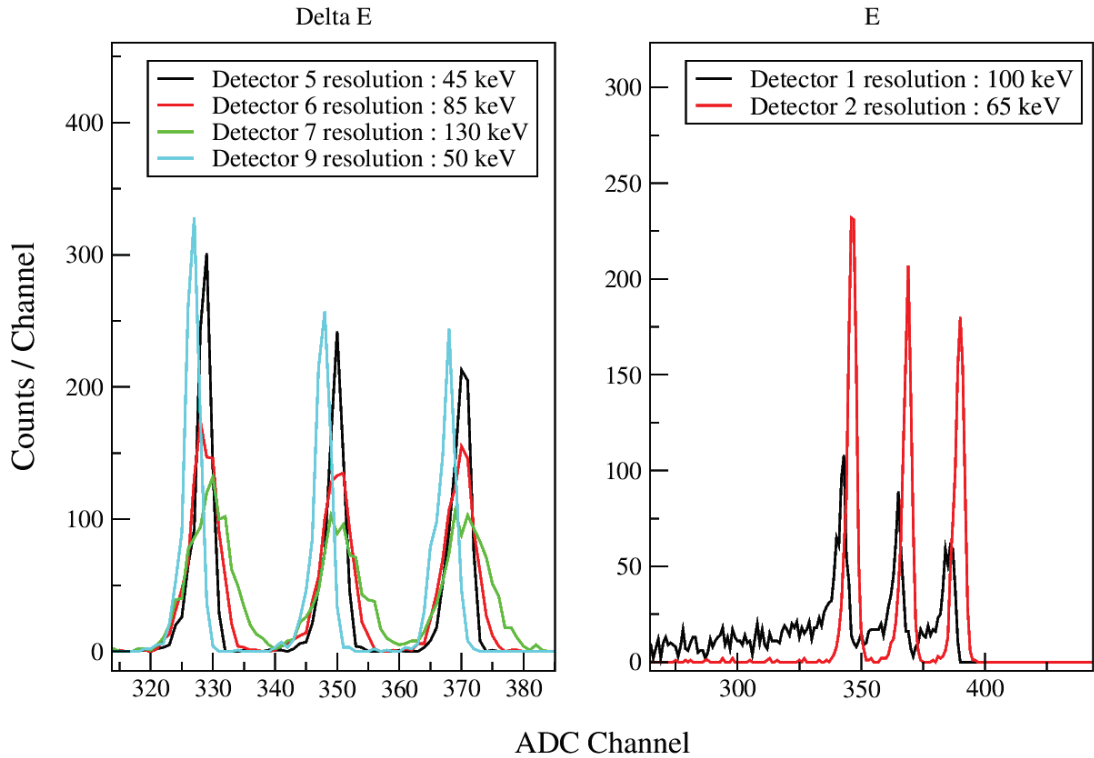 Delta E
E
Detector 5 resolution : 45 keV
Detector 6 resolution : 85 keV
Detector 7 resolution : 130 keV
Detector 9 resolution : 50 keV
Detector 1 resolution : 100 keV
Detector 2 resolution : 65 keV
Counts / Channel
400
300
200
100
0
320 330 340 350 360 370 380
300
250
200
150
100
50
0
300 350 400
ADC Channel